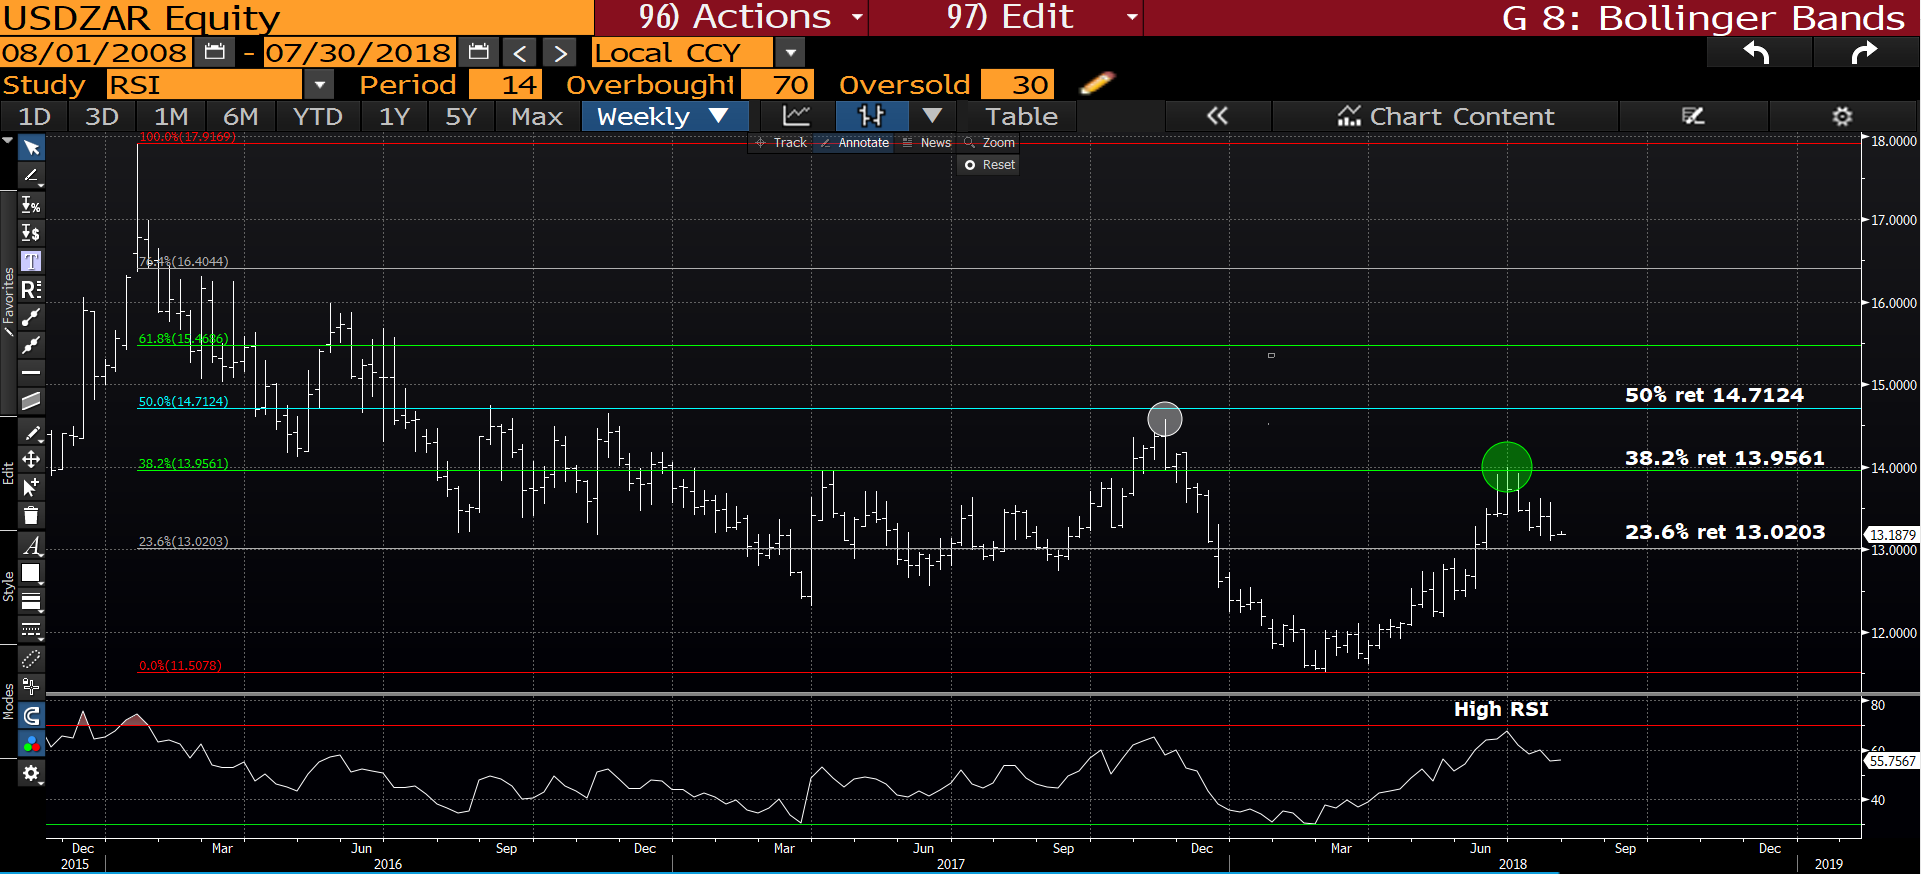 USDZAR Equity 96) Actions 97) Edit G 8: Bollinger Bands
08/01/2008 - 07/30/2018 < > Local CCY
Study RSI Period 14 Overbought 70 Oversold 30
1D 3D 1M 6M YTD 1Y 5Y Max Weekly Table « Chart Content
Track Annotate News Zoom
Reset
100.0%(17.9169)
18.0000
17.0000
76.4%(16.4044)
16.0000
61.8%(15.4686)
15.0000
50.0%(14.7124)
50% ret 14.7124
38.2%(13.9561)
38.2% ret 13.9561
14.0000
23.6%(13.0203)
23.6% ret 13.0203
13.1879
13.0000
12.0000
0.0%(11.5078)
High RSI
80
60
55.7567
40
Favorites
Edit
Style
Modes
Dec Mar Jun Sep Dec Mar Jun Sep Dec Mar Jun Sep Dec
2015 2016 2017 2018 2019